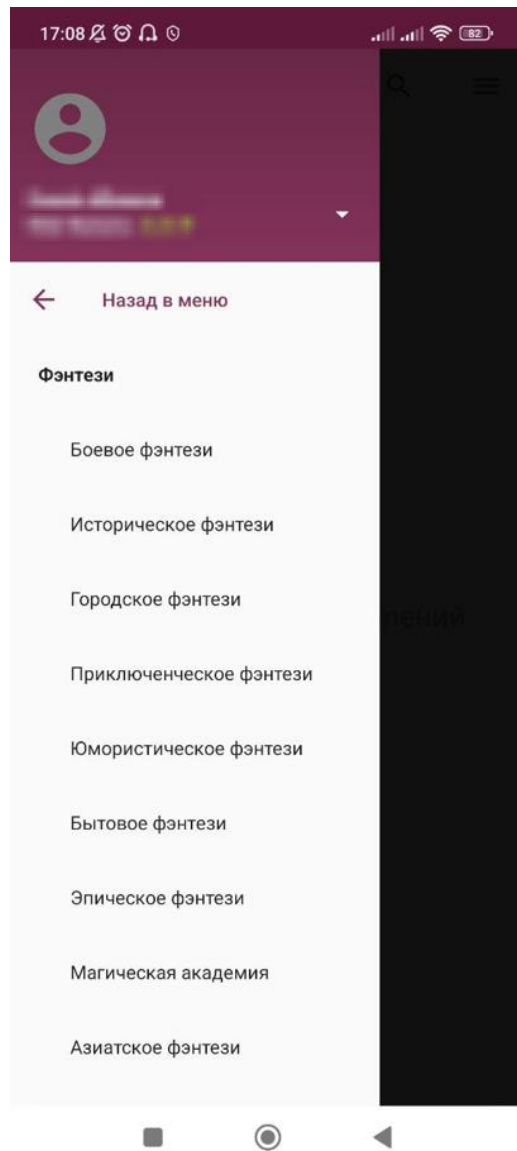 17:08
82
Назад в меню
Фэнтези
Боевое фэнтези
Историческое фэнтези
Городское фэнтези
Приключенческое фэнтези
Юмористическое фэнтези
Бытовое фэнтези
Эпическое фэнтези
Магическая академия
Азиатское фэнтези